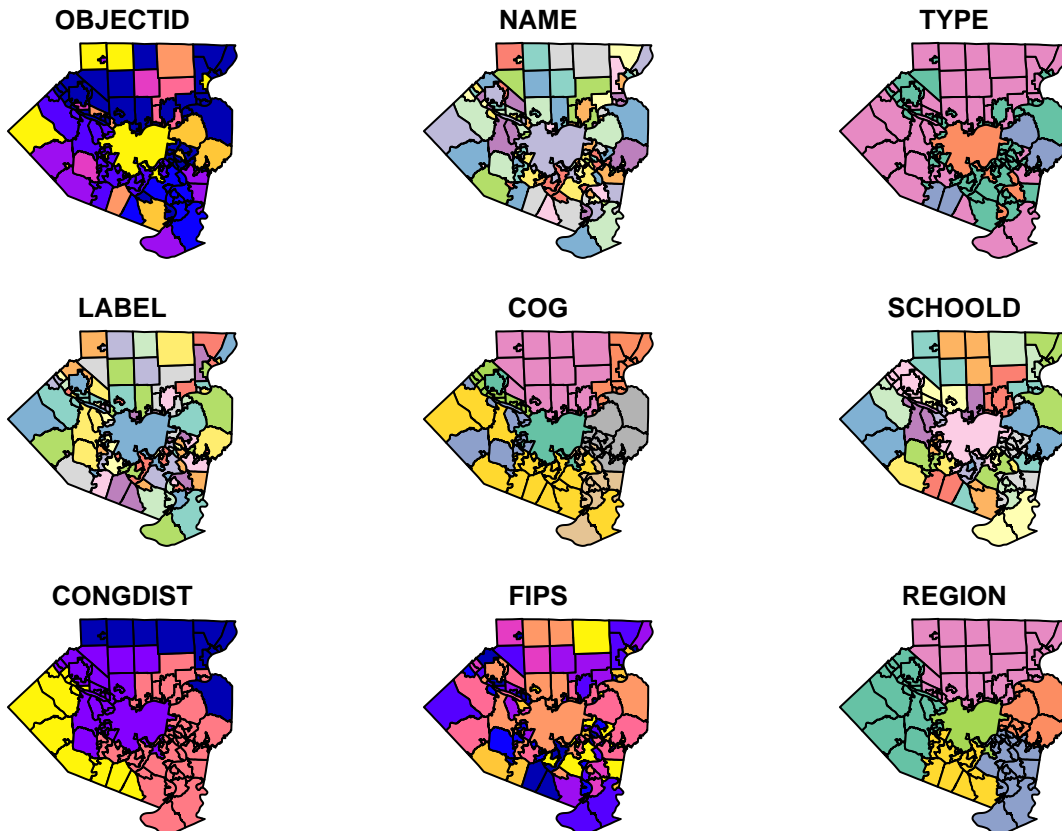 OBJECTID
NAME
TYPE
LABEL
COG
SCHOOLD
CONGDIST
FIPS
REGION